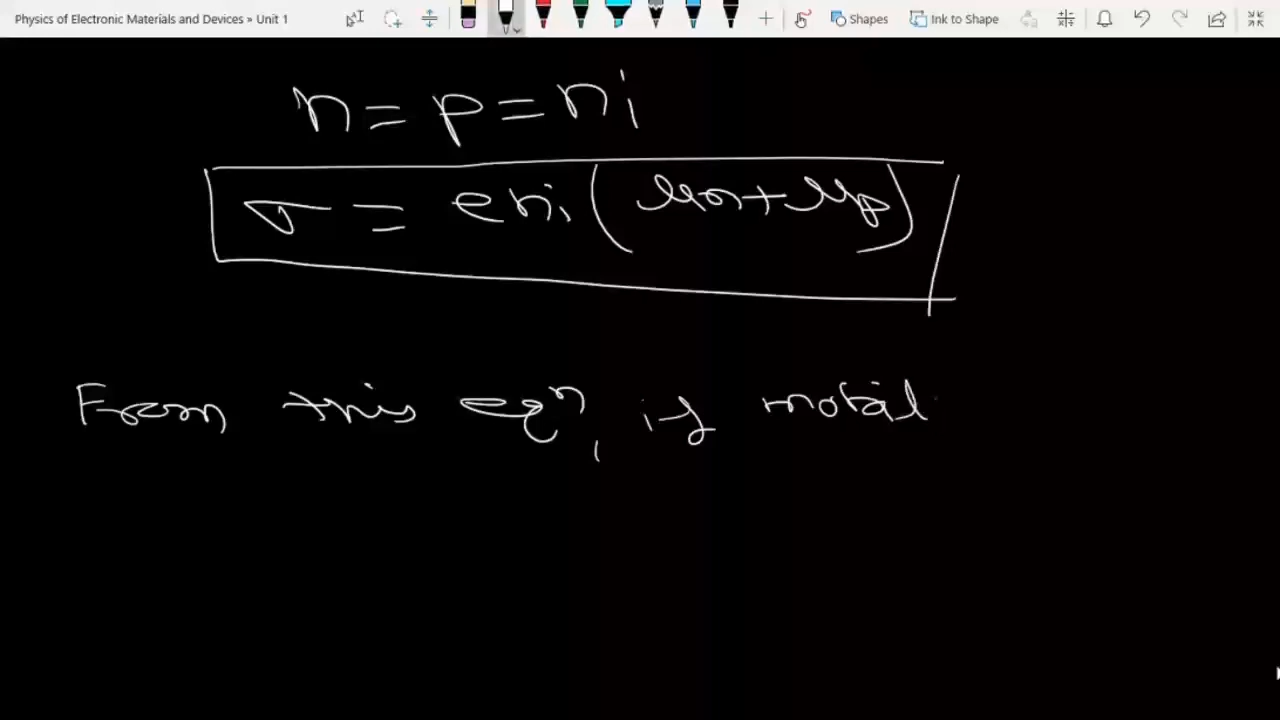 Physics of Electronic Materials and Devices » Unit 1
Shapes
Ink to Shape
n = p = ni
σ = eni (μn + μp)
From this eqn, if mobil